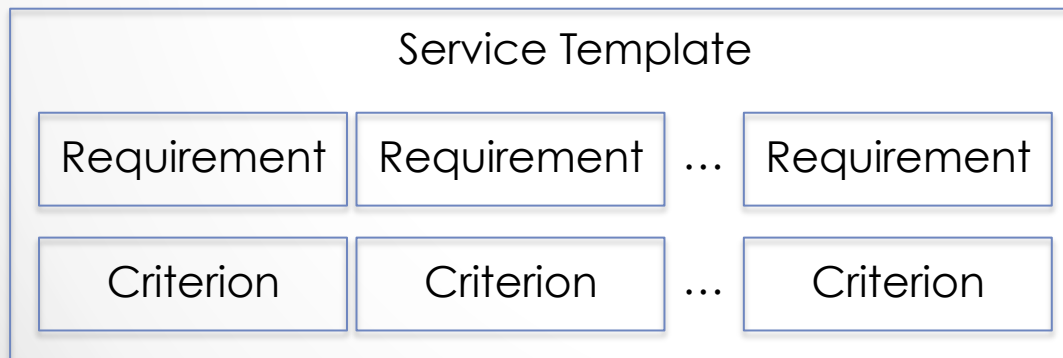 Service Template
Requirement Requirement ... Requirement
Criterion Criterion ... Criterion